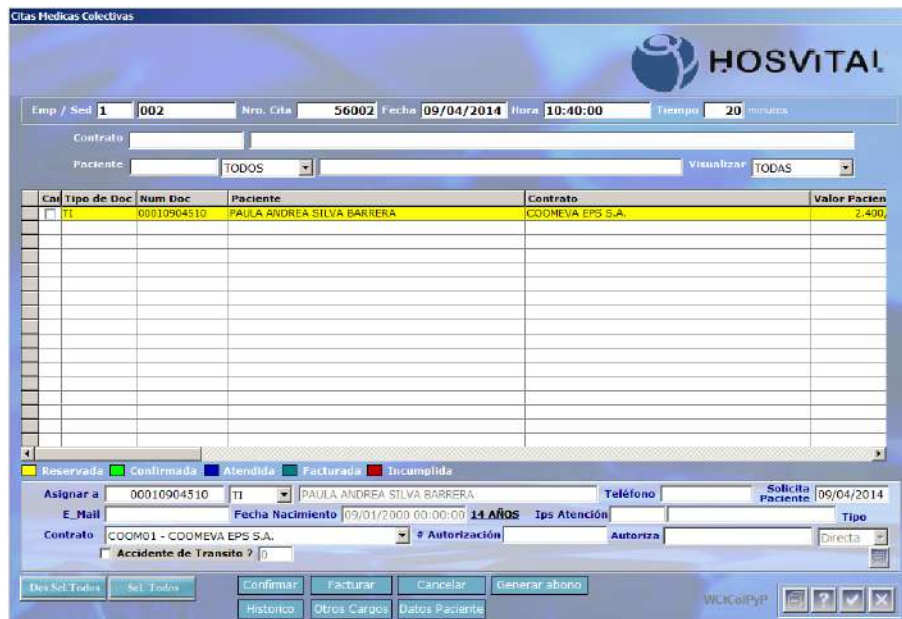 Citas Medicas Colectivas
HOSVITAL
Emp / Sed 1 002 Nro. Cita 56002 Fecha 09/04/2014 Hora 10:40:00 Tiempo 20 minutos
Contrato
Paciente TODOS Visualizar TODAS
Can Tipo de Doc Num Doc Paciente Contrato Valor Pacien
TI 00010904510 PAULA ANDREA SILVA BARRERA COOMEVA EPS S.A. 2.400,
Reservada Confirmada Atendida Facturada Incumplida
Asignar a 00010904510 TI PAULA ANDREA SILVA BARRERA Teléfono Solicita Paciente 09/04/2014
E_Mail Fecha Nacimiento 09/01/2000 00:00:00 14 AÑOS Ips Atención Tipo
Contrato COOM01 - COOMEVA EPS S.A. # Autorización Autoriza Directa
Accidente de Transito ? 0
Des Sel.Todos Sel. Todos Confirmar Facturar Cancelar Generar abono
Historico Otros Cargos Datos Paciente WCtColPyP